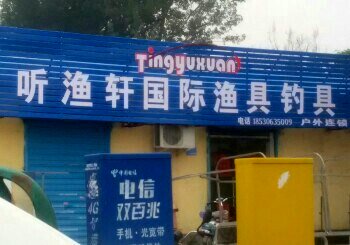 Tingyuxuan
听渔轩国际渔具钓具
电话 18530635009 户外连锁
中国电信
电信
双百兆
手机·光宽带
4G